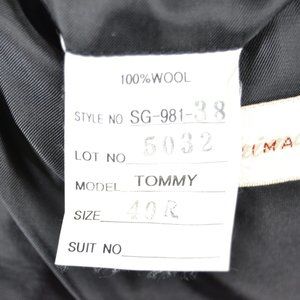 100%WOOL
STYLE NO SG-981-38
LOT NO 5032
MODEL TOMMY
SIZE 40R
SUIT NO